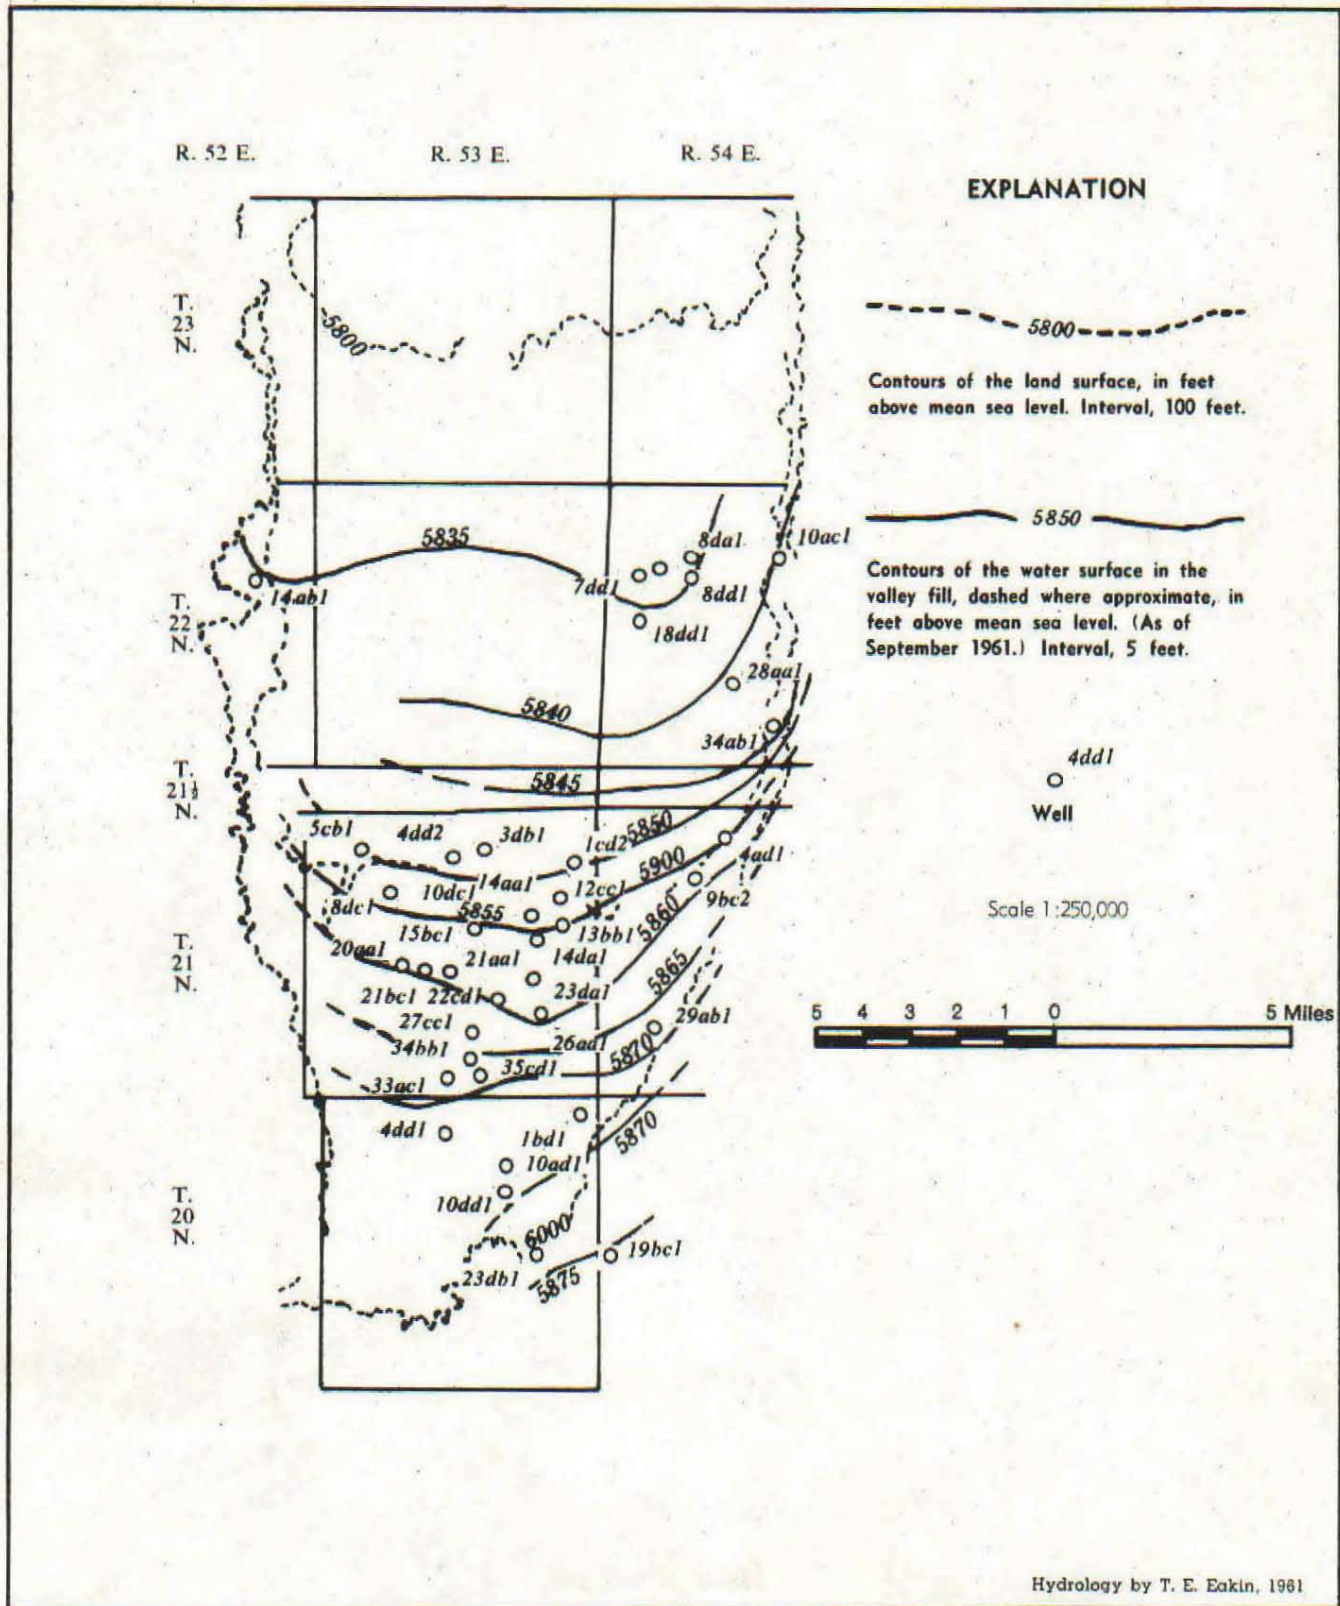 R. 52 E.
R. 53 E.
R. 54 E.
EXPLANATION
T.
23
N.
5800
5800
Contours of the land surface, in feet
above mean sea level. Interval, 100 feet.
5850
Contours of the water surface in the
valley fill, dashed where approximate, in
feet above mean sea level. (As of
September 1961.) Interval, 5 feet.
4dd1
Well
Scale 1:250,000
5 4 3 2 1 0 5 Miles
5835
8da1
10ac1
7dd1
8dd1
14ab1
T.
22
N.
18dd1
28aa1
5840
34ab1
T.
21½
N.
5845
5cb1
4dd2
3db1
1cd2
5850
5900
4ad1
14aa1
10dc1
12cc1
9bc2
8dc1
5855
15bc1
13bb1
5860
T.
21
N.
20aa1
21aa1
14da1
5865
21bc1
22cd1
23da1
27cc1
29ab1
34bb1
26ad1
5870
33ac1
35cd1
4dd1
1bd1
5870
10ad1
T.
20
N.
10dd1
6000
19bc1
23db1
5875
Hydrology by T. E. Eakin, 1961